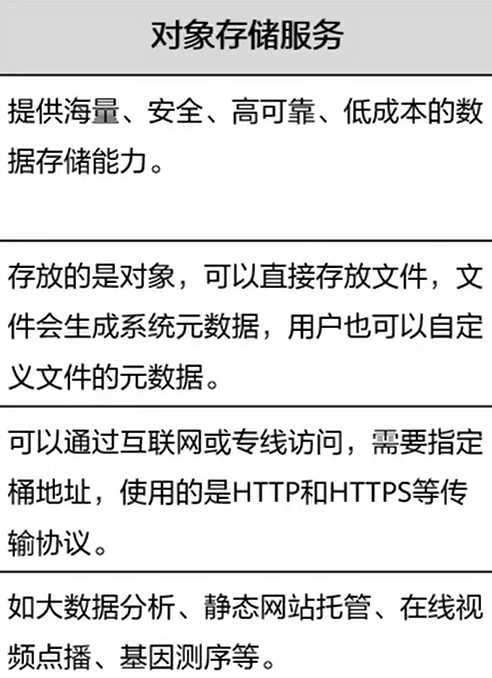 对象存储服务
提供海量、安全、高可靠、低成本的数
据存储能力。
存放的是对象，可以直接存放文件，文
件会生成系统元数据，用户也可以自定
义文件的元数据。
可以通过互联网或专线访问，需要指定
桶地址，使用的是HTTP和HTTPS等传
输协议。
如大数据分析、静态网站托管、在线视
频点播、基因测序等。